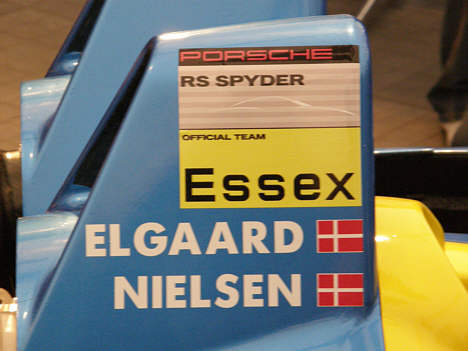 PORSCHE
RS SPYDER
OFFICIAL TEAM
Essex
ELGAARD
NIELSEN